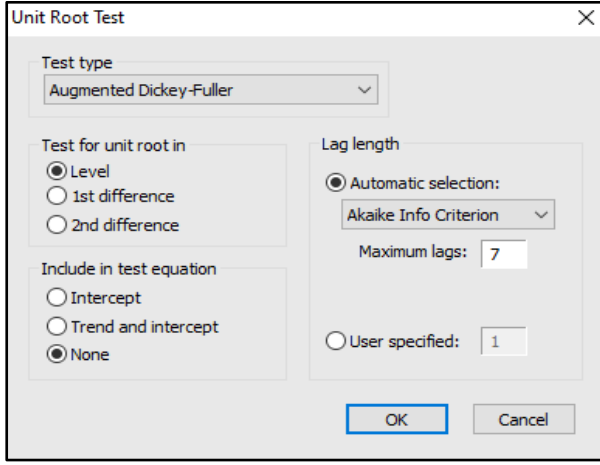 Unit Root Test
Test type
Augmented Dickey-Fuller
Test for unit root in
Level
1st difference
2nd difference
Include in test equation
Intercept
Trend and intercept
None
Lag length
Automatic selection:
Akaike Info Criterion
Maximum lags: 7
User specified: 1
OK Cancel